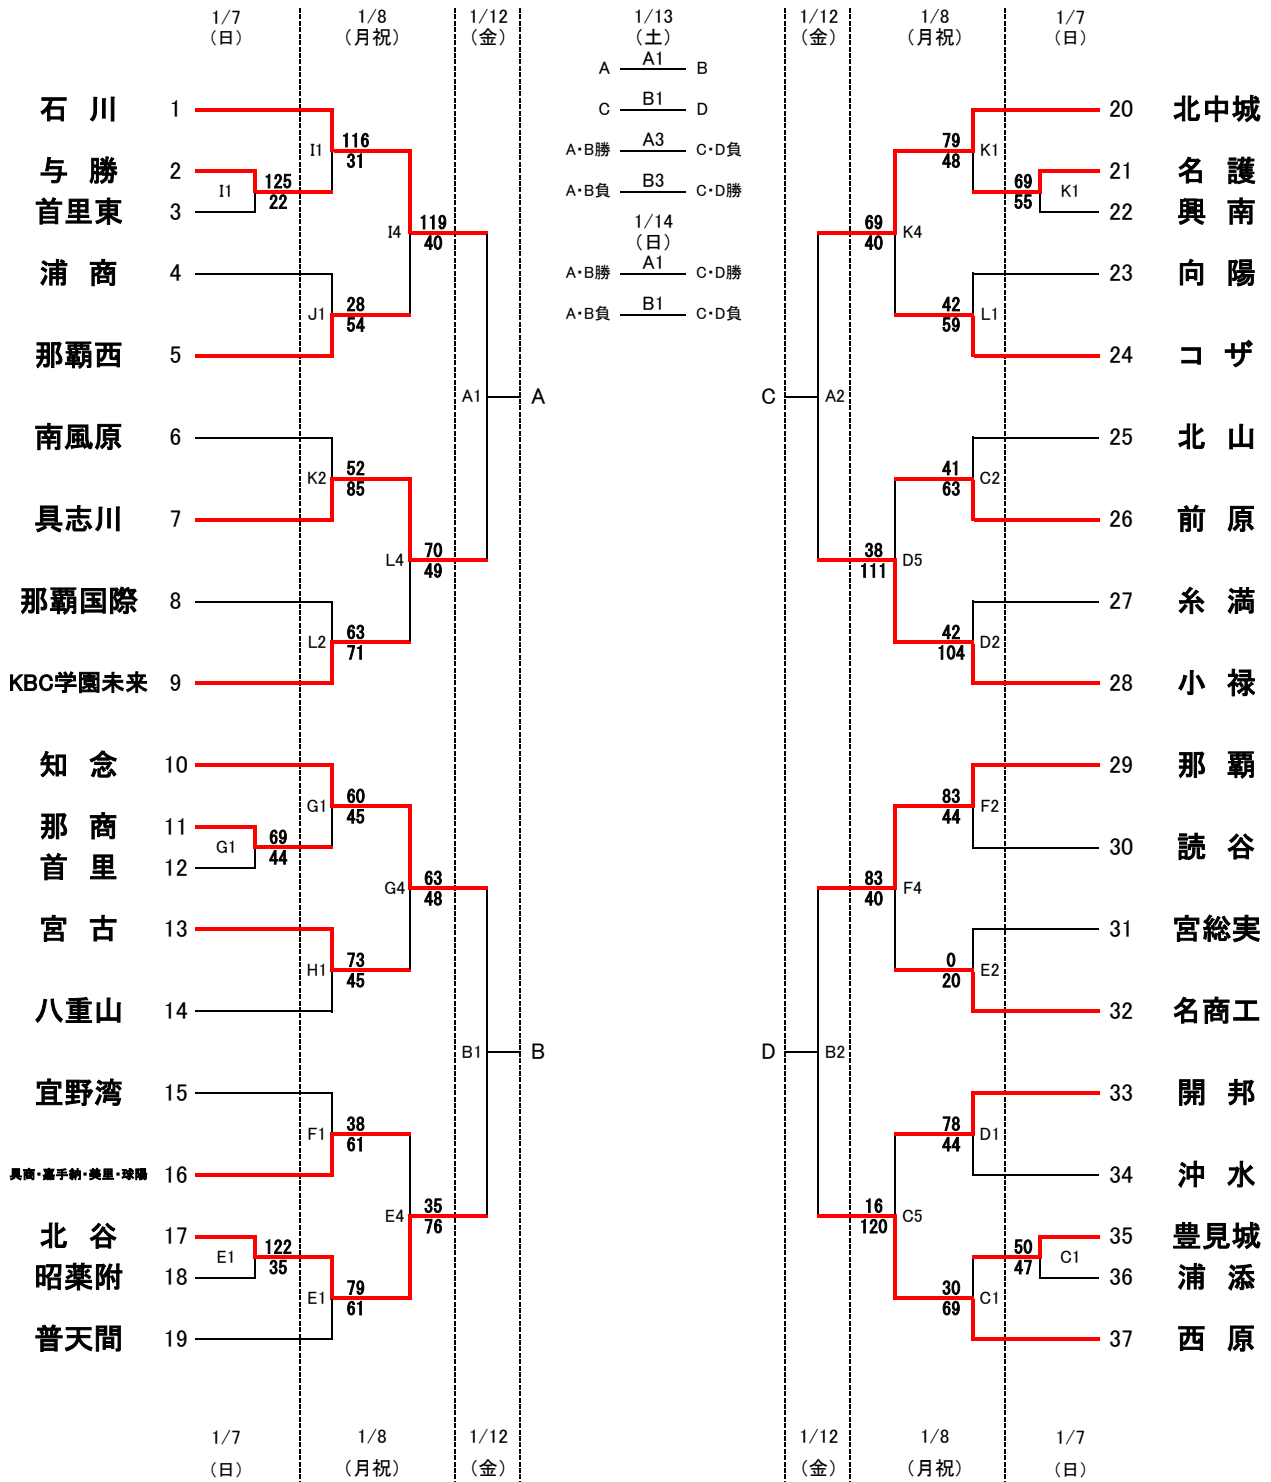 1/7 1/8 1/12 1/13 1/12 1/8 1/7
(日) (月祝) (金) (土) (金) (月祝) (日)
A A1 B
C B1 D
A・B勝 A3 C・D負
A・B負 B3 C・D勝
1/14
(日)
A・B勝 A1 C・D勝
A・B負 B1 C・D負
石川 1
I1 116
31
与勝 2
I1 125
22
首里東 3
I4 119
40
浦商 4
J1 28
54
那覇西 5
A1 A
南風原 6
K2 52
85
具志川 7
L4 70
49
那覇国際 8
L2 63
71
KBC学園未来 9
知念 10
G1 60
45
那商 11
G1 69
44
首里 12
G4 63
48
宮古 13
H1 73
45
八重山 14
B1 B
宜野湾 15
F1 38
61
具商・嘉手納・美里・球陽 16
E4 35
76
北谷 17
E1 122
35
昭薬附 18
E1 79
61
普天間 19
20 北中城
79 K1
48
21 名護
69 K1
55
22 興南
69 K4
40
23 向陽
42 L1
59
24 コザ
C A2
25 北山
41 C2
63
26 前原
38 D5
111
27 糸満
42 D2
104
28 小禄
29 那覇
83 F2
44
30 読谷
83 F4
40
31 宮総実
0 E2
20
32 名商工
D B2
33 開邦
78 D1
44
34 沖水
16 C5
120
35 豊見城
50 C1
47
36 浦添
30 C1
69
37 西原
1/7 1/8 1/12 1/12 1/8 1/7
(日) (月祝) (金) (金) (月祝) (日)